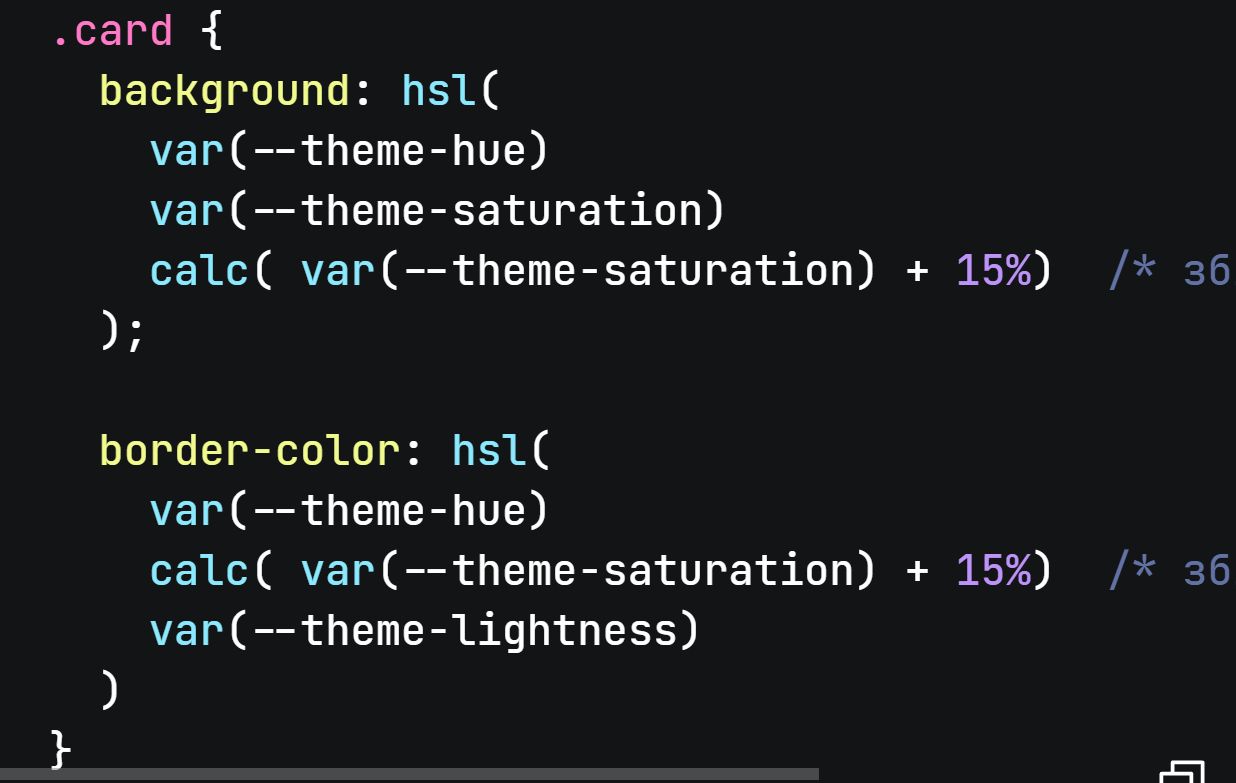 .card {
  background: hsl(
    var(--theme-hue)
    var(--theme-saturation)
    calc( var(--theme-saturation) + 15%)  /* зб
  );

  border-color: hsl(
    var(--theme-hue)
    calc( var(--theme-saturation) + 15%)  /* зб
    var(--theme-lightness)
  )
}